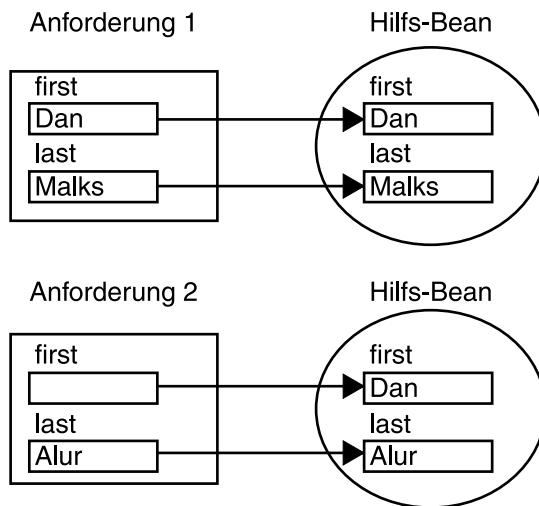 Anforderung 1
Hilfs-Bean
first
Dan
last
Malks
first
Dan
last
Malks
Anforderung 2
Hilfs-Bean
first
last
Alur
first
Dan
last
Alur